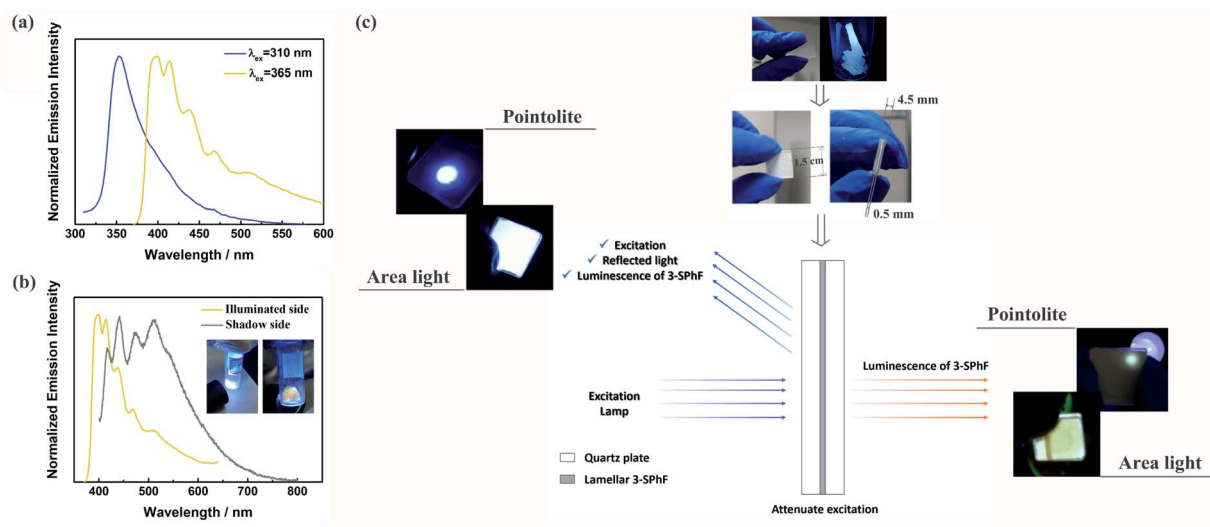 (a)
Normalized Emission Intensity
λex=310 nm
λex=365 nm
300 350 400 450 500 550 600
Wavelength / nm
(b)
Normalized Emission Intensity
Illuminated side
Shadow side
400 500 600 700 800
Wavelength / nm
(c)
4.5 mm
1.5 cm
0.5 mm
Pointolite
Area light
✓ Excitation
✓ Reflected light
✓ Luminescence of 3-SPhF
Excitation
Lamp
Luminescence of 3-SPhF
Pointolite
Area light
Quartz plate
Lamellar 3-SPhF
Attenuate excitation